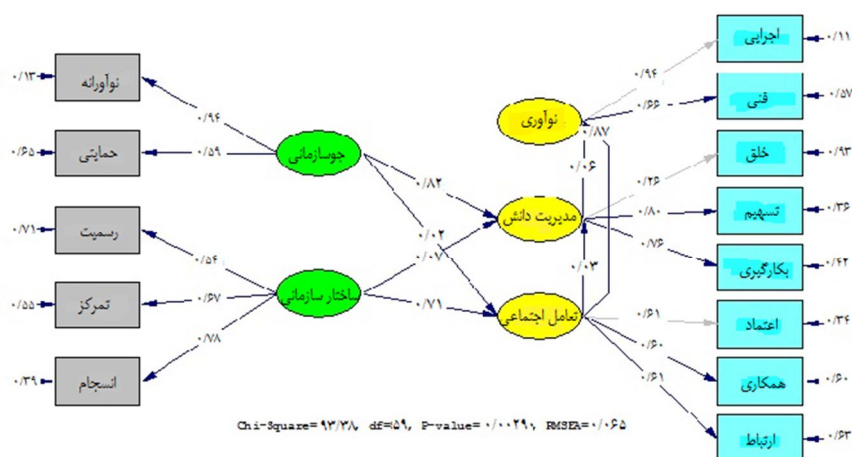 ۰/۱۳
نوآورانه
۰/۶۵
حمایتی
۰/۷۱
رسمیت
۰/۵۵
تمرکز
۰/۳۹
انسجام
۰/۹۴
۰/۵۹
۰/۵۴
۰/۶۷
۰/۷۸
جوسازمانی
ساختار سازمانی
۰/۸۲
۰/۰۲
۰/۰۷
۰/۷۱
نوآوری
مدیریت دانش
تعامل اجتماعی
۰/۸۷
۰/۰۶
۰/۰۳
۰/۹۴
۰/۶۶
۰/۲۶
۰/۸۰
۰/۷۶
۰/۶۱
۰/۶۰
۰/۶۱
اجرایی
۰/۱۱
فنی
۰/۵۷
خلق
۰/۹۳
تسهیم
۰/۳۶
بکارگیری
۰/۴۲
اعتماد
۰/۳۴
همکاری
۰/۶۰
ارتباط
۰/۶۳
Chi-Square=۹۳/۳۸, df=۵۹, P-value=۰/۰۰۲۹۰, RMSEA=۰/۰۶۵